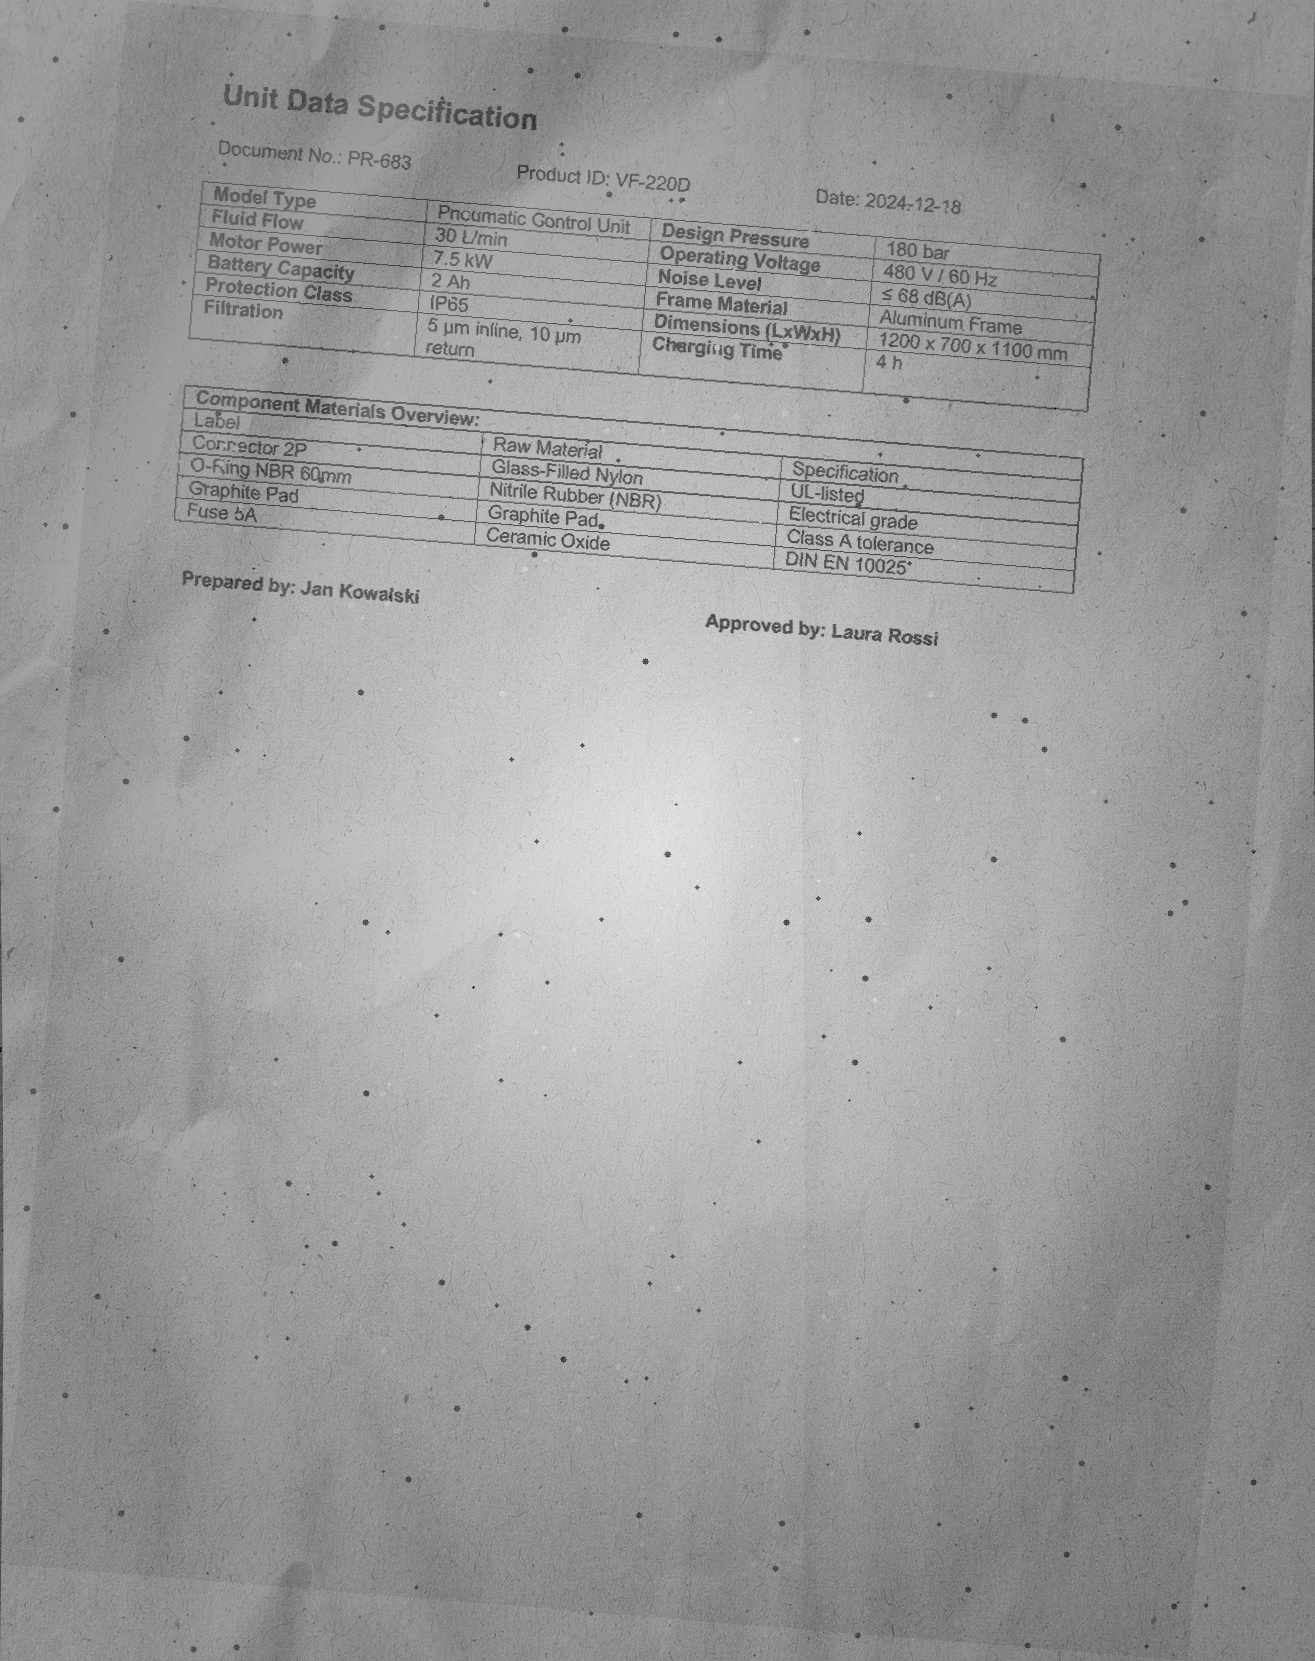 Unit Data Specification
Document No.: PR-683 Product ID: VF-220D Date: 2024-12-18
Model Type Pneumatic Control Unit Design Pressure 180 bar
Fluid Flow 30 L/min Operating Voltage 480 V / 60 Hz
Motor Power 7.5 kW Noise Level ≤ 68 dB(A)
Battery Capacity 2 Ah Frame Material Aluminum Frame
Protection Class IP65 Dimensions (LxWxH) 1200 x 700 x 1100 mm
Filtration 5 µm inline, 10 µm Charging Time 4 h
return
Component Materials Overview:
Label Raw Material Specification
Connector 2P Glass-Filled Nylon UL-listed
O-Ring NBR 60mm Nitrile Rubber (NBR) Electrical grade
Graphite Pad Graphite Pad Class A tolerance
Fuse 5A Ceramic Oxide DIN EN 10025
Prepared by: Jan Kowalski Approved by: Laura Rossi